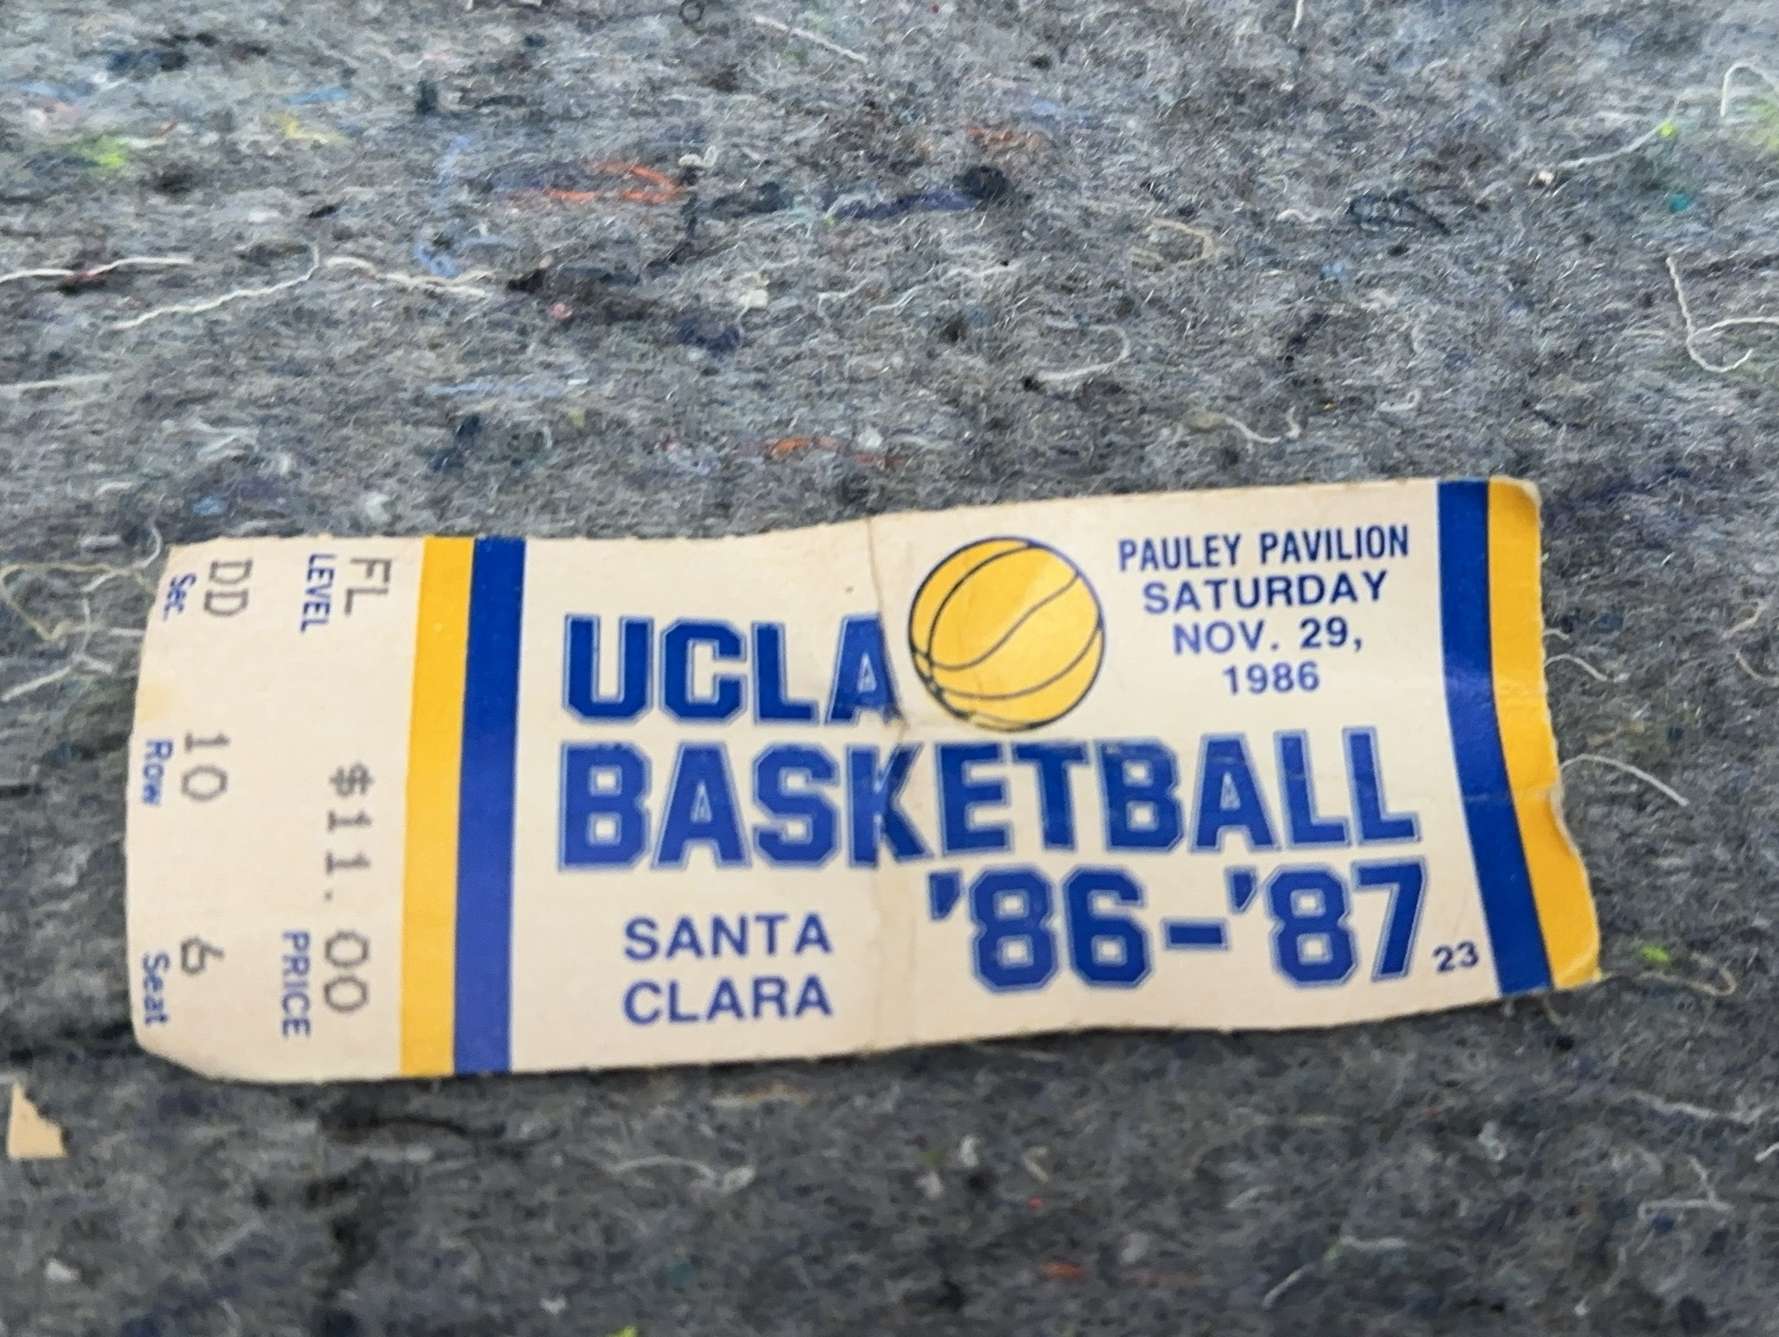 FL
LEVEL
$11.00
PRICE
DD
Sec.
10
Row
6
Seat
UCLA
BASKETBALL
'86-'87
SANTA
CLARA
PAULEY PAVILION
SATURDAY
NOV. 29,
1986
23